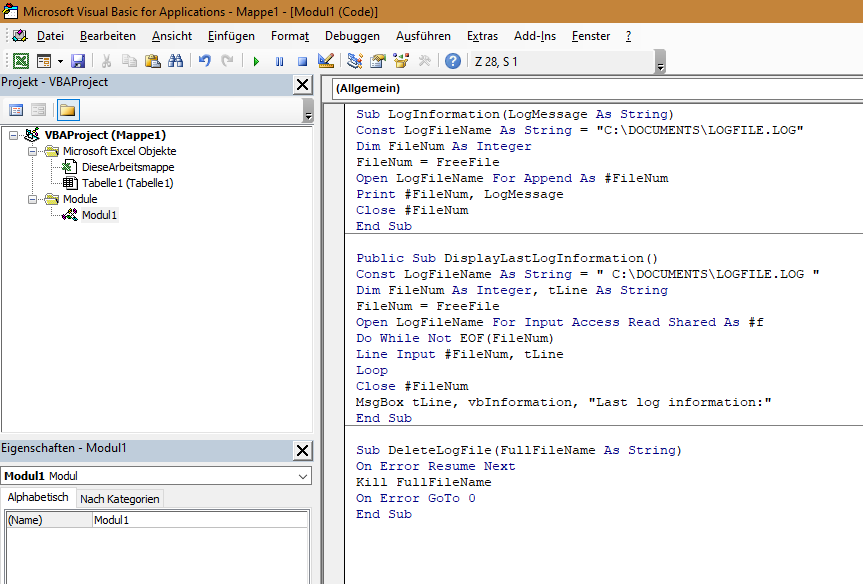 Microsoft Visual Basic for Applications - Mappe1 - [Modul1 (Code)]
Datei Bearbeiten Ansicht Einfügen Format Debuggen Ausführen Extras Add-Ins Fenster ?
Z 28, S 1
Projekt - VBAProject
VBAProject (Mappe1)
Microsoft Excel Objekte
DieseArbeitsmappe
Tabelle1 (Tabelle1)
Module
Modul1
Eigenschaften - Modul1
Modul1 Modul
Alphabetisch Nach Kategorien
(Name) Modul1
(Allgemein)
Sub LogInformation(LogMessage As String)
Const LogFileName As String = "C:\DOCUMENTS\LOGFILE.LOG"
Dim FileNum As Integer
FileNum = FreeFile
Open LogFileName For Append As #FileNum
Print #FileNum, LogMessage
Close #FileNum
End Sub
Public Sub DisplayLastLogInformation()
Const LogFileName As String = " C:\DOCUMENTS\LOGFILE.LOG "
Dim FileNum As Integer, tLine As String
FileNum = FreeFile
Open LogFileName For Input Access Read Shared As #f
Do While Not EOF(FileNum)
Line Input #FileNum, tLine
Loop
Close #FileNum
MsgBox tLine, vbInformation, "Last log information:"
End Sub
Sub DeleteLogFile(FullFileName As String)
On Error Resume Next
Kill FullFileName
On Error GoTo 0
End Sub